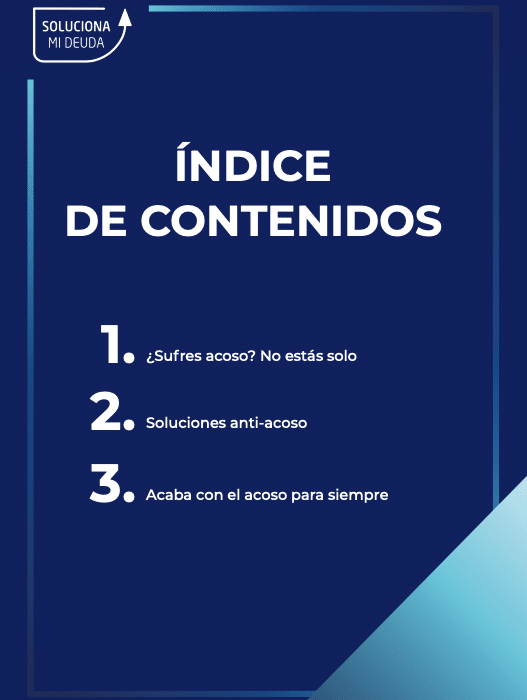 SOLUCIONA
MI DEUDA
ÍNDICE
DE CONTENIDOS
1. ¿Sufres acoso? No estás solo
2. Soluciones anti-acoso
3. Acaba con el acoso para siempre